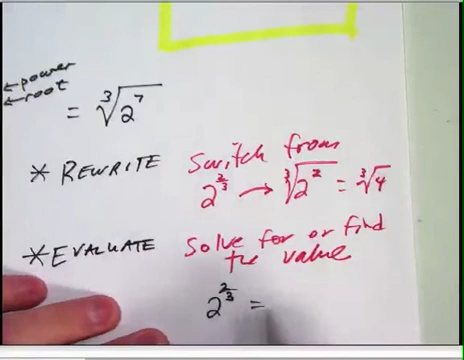 ←power
←root
= ∛2⁷
* REWRITE Switch from
2^(2/3) → ∛2² = ∛4
* EVALUATE Solve for or find
the value
2^(2/3) =